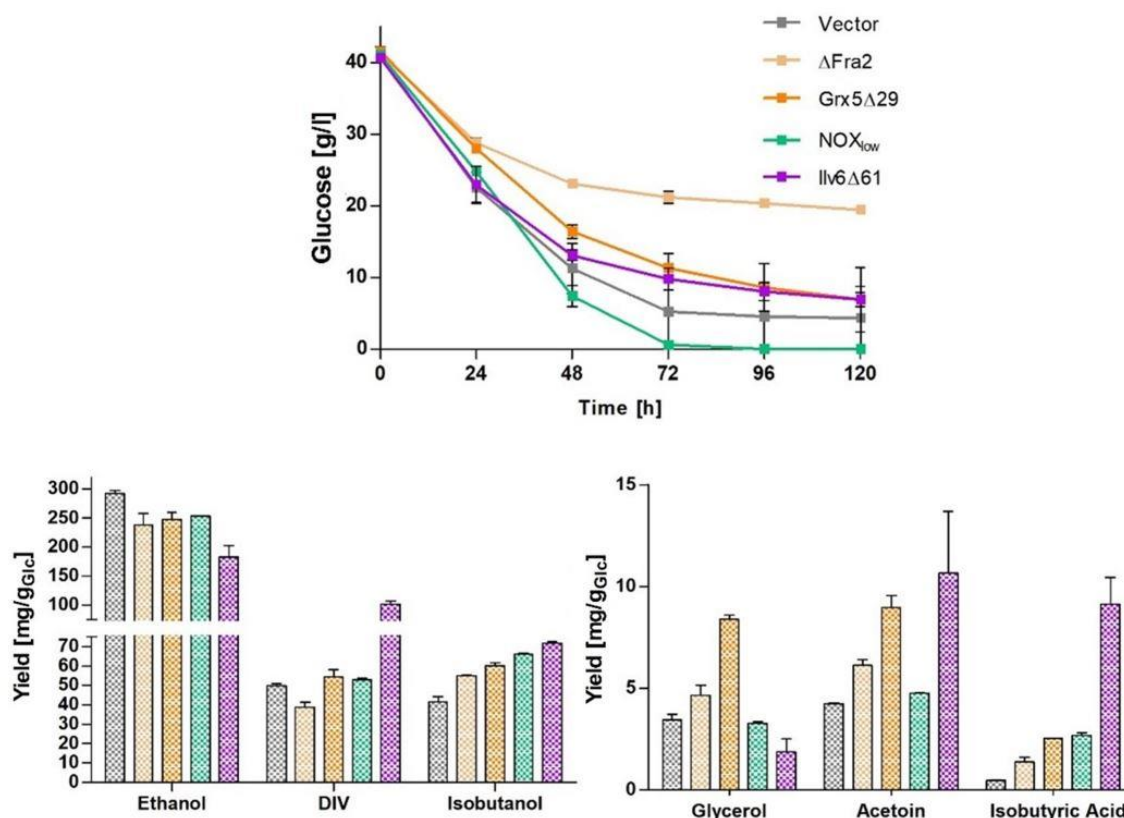 Vector
ΔFra2
Grx5Δ29
NOXlow
Ilv6Δ61
Glucose [g/l]
40
30
20
10
0
0 24 48 72 96 120
Time [h]
Yield [mg/gGlc]
300
250
200
150
100
70
60
50
40
30
20
10
0
Ethanol DIV Isobutanol
Yield [mg/gGlc]
15
10
5
0
Glycerol Acetoin Isobutyric Acid